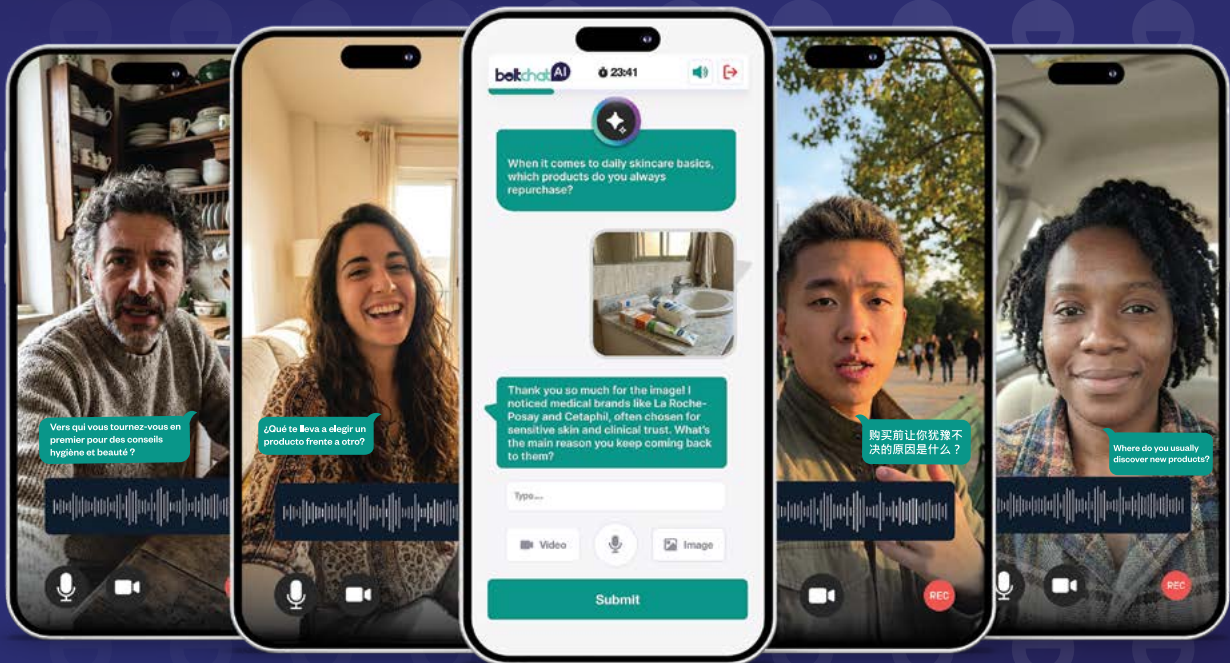 Vers qui vous tournez-vous en
premier pour des conseils
hygiène et beauté ?
¿Qué te lleva a elegir un
producto frente a otro?
boltchat AI
23:41
When it comes to daily skincare basics,
which products do you always
repurchase?
Thank you so much for the image! I
noticed medical brands like La Roche-
Posay and Cetaphil, often chosen for
sensitive skin and clinical trust. What's
the main reason you keep coming back
to them?
Type...
Video
Image
Submit
购买前让你犹豫不
决的原因是什么？
REC
Where do you usually
discover new products?
REC